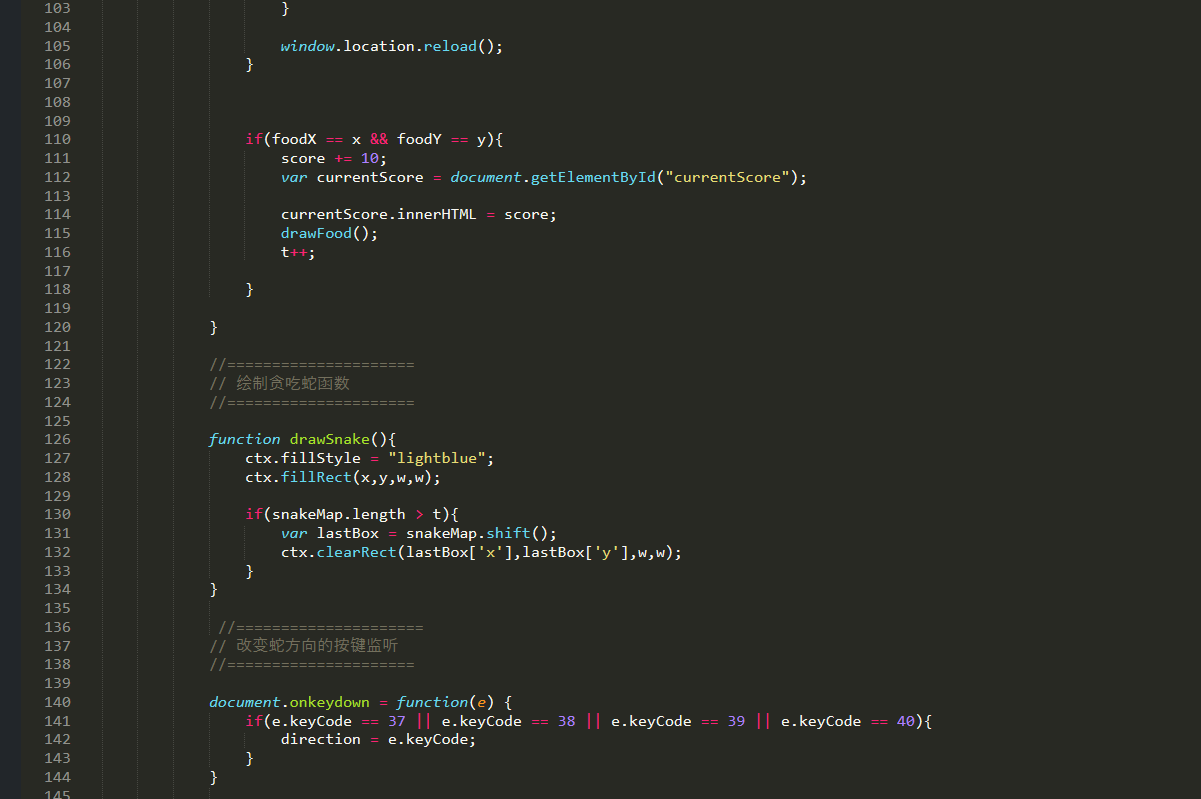 103 }
104
105 window.location.reload();
106 }
107
108
109
110 if(foodX == x && foodY == y){
111 score += 10;
112 var currentScore = document.getElementById("currentScore");
113
114 currentScore.innerHTML = score;
115 drawFood();
116 t++;
117
118 }
119
120 }
121
122 //=====================
123 // 绘制贪吃蛇函数
124 //=====================
125
126 function drawSnake(){
127 ctx.fillStyle = "lightblue";
128 ctx.fillRect(x,y,w,w);
129
130 if(snakeMap.length > t){
131 var lastBox = snakeMap.shift();
132 ctx.clearRect(lastBox['x'],lastBox['y'],w,w);
133 }
134 }
135
136 //=====================
137 // 改变蛇方向的按键监听
138 //=====================
139
140 document.onkeydown = function(e) {
141 if(e.keyCode == 37 || e.keyCode == 38 || e.keyCode == 39 || e.keyCode == 40){
142 direction = e.keyCode;
143 }
144 }
145